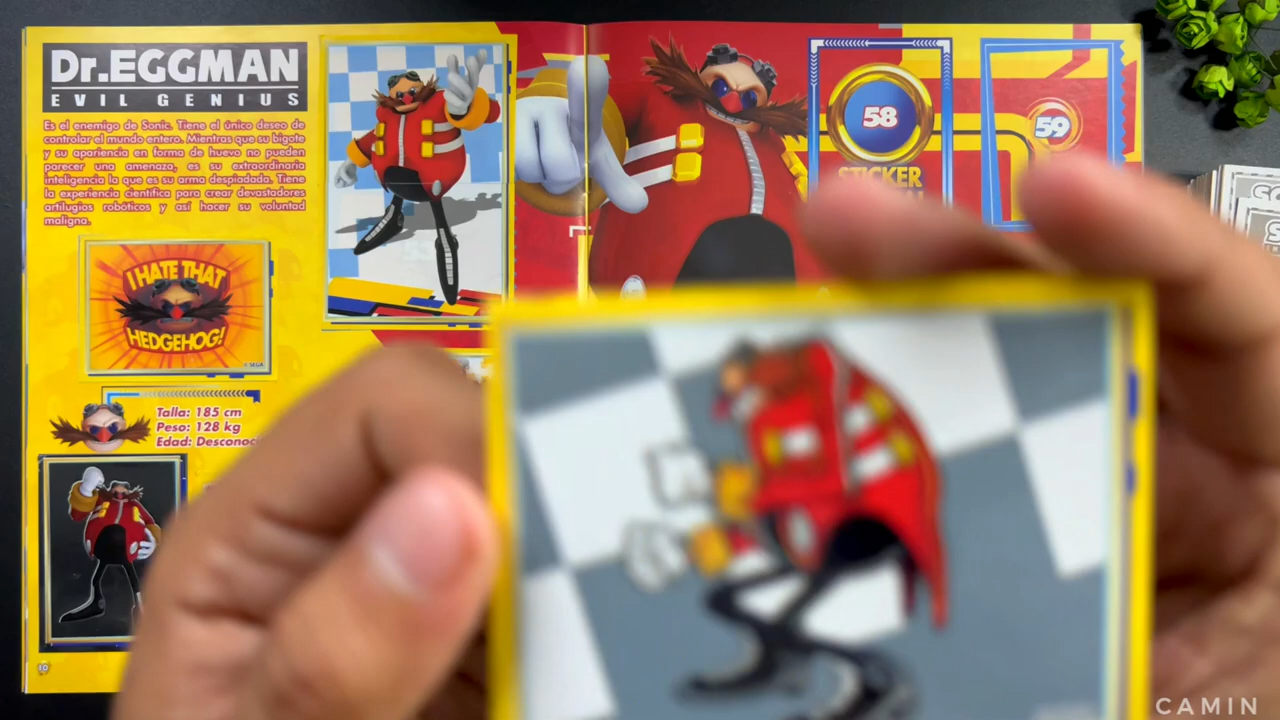 Dr.EGGMAN
EVIL GENIUS
Es el enemigo de Sonic. Tiene el único deseo de
controlar el mundo entero. Mientras que su bigote
y su apariencia en forma de huevo no pueden
parecer una amenaza, es su extraordinaria
inteligencia la que es su arma despiadada. Tiene
la experiencia científica para crear devastadores
artilugios robóticos y así hacer su voluntad
maligna.
I HATE THAT
HEDGEHOG!
© SEGA
Talla: 185 cm
Peso: 128 kg
Edad: Desconoc
10
58
STICKER
59
CAMIN